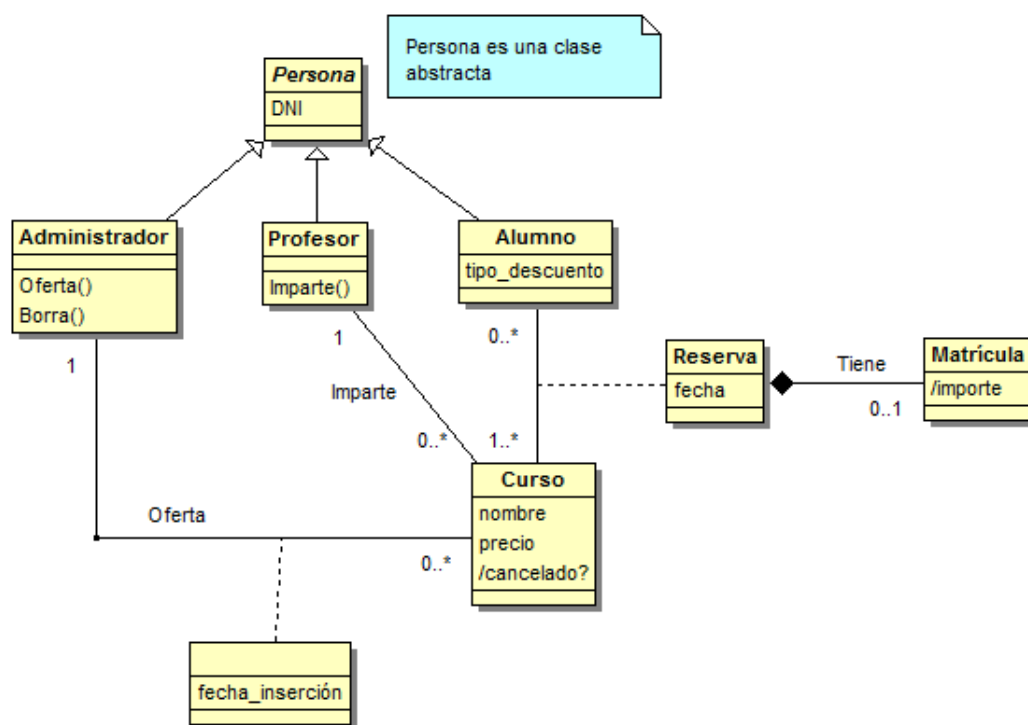 Persona es una clase
abstracta
Persona
DNI
Administrador
Oferta()
Borra()
Profesor
Imparte()
Alumno
tipo_descuento
1
1
0..*
Imparte
Reserva
fecha
Tiene
0..1
Matrícula
/importe
0..*
1..*
Curso
nombre
precio
/cancelado?
Oferta
0..*
fecha_inserción